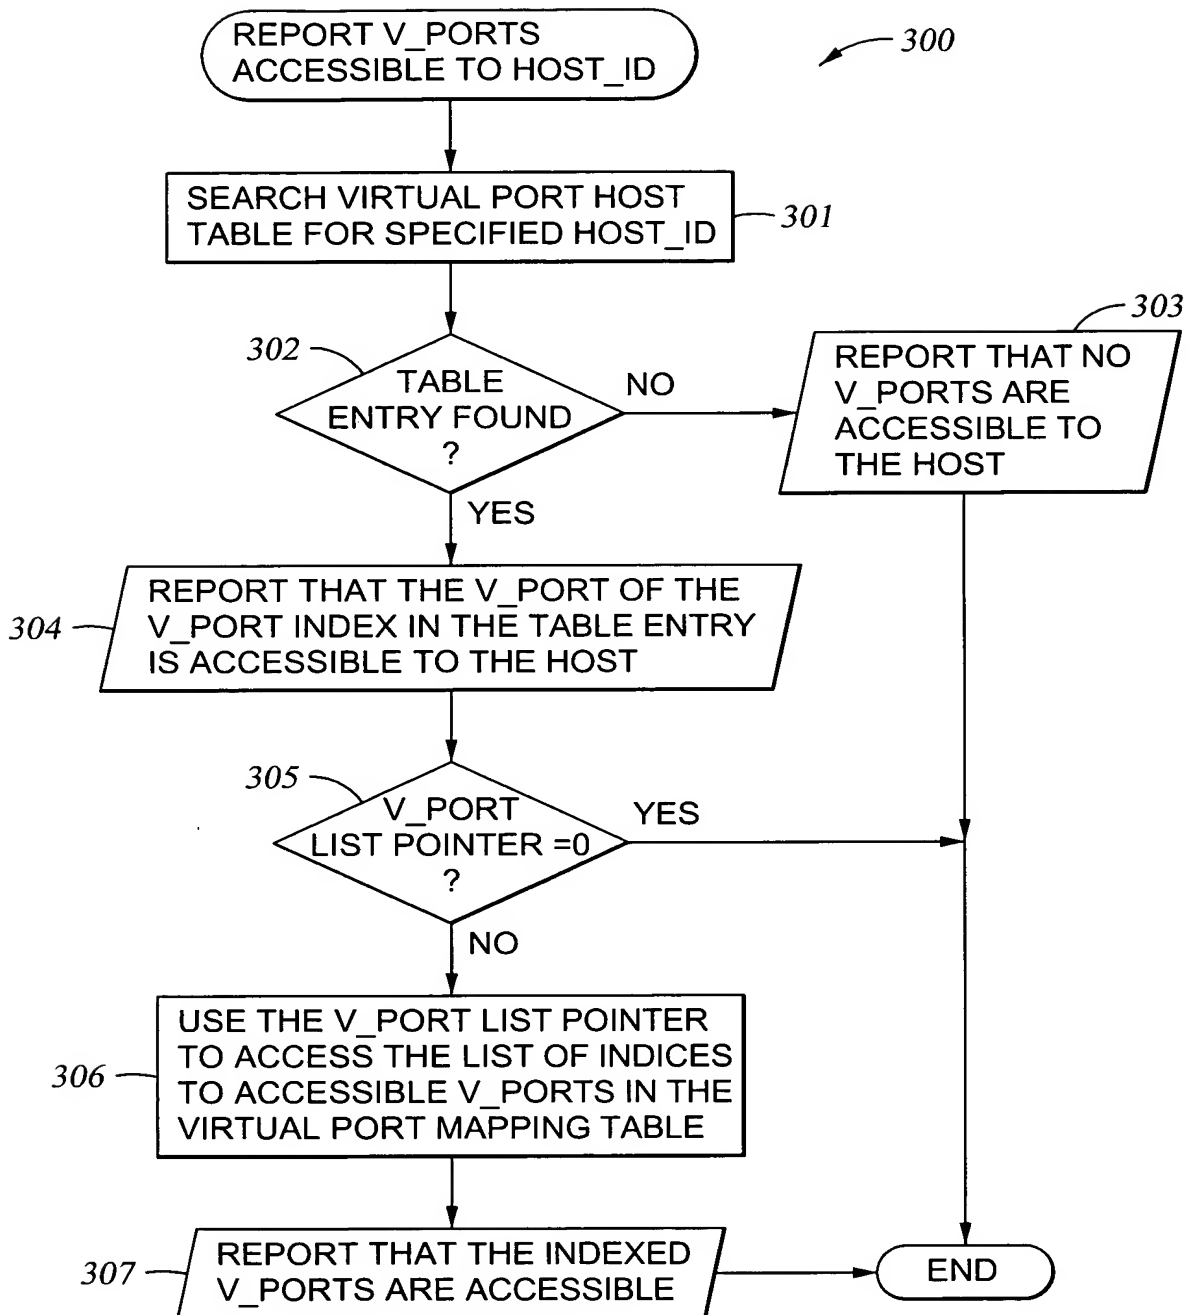 REPORT V_PORTS
ACCESSIBLE TO HOST_ID
300
SEARCH VIRTUAL PORT HOST
TABLE FOR SPECIFIED HOST_ID
301
302
TABLE
ENTRY FOUND
?
NO
303
REPORT THAT NO
V_PORTS ARE
ACCESSIBLE TO
THE HOST
YES
304
REPORT THAT THE V_PORT OF THE
V_PORT INDEX IN THE TABLE ENTRY
IS ACCESSIBLE TO THE HOST
305
V_PORT
LIST POINTER =0
?
YES
NO
306
USE THE V_PORT LIST POINTER
TO ACCESS THE LIST OF INDICES
TO ACCESSIBLE V_PORTS IN THE
VIRTUAL PORT MAPPING TABLE
307
REPORT THAT THE INDEXED
V_PORTS ARE ACCESSIBLE
END